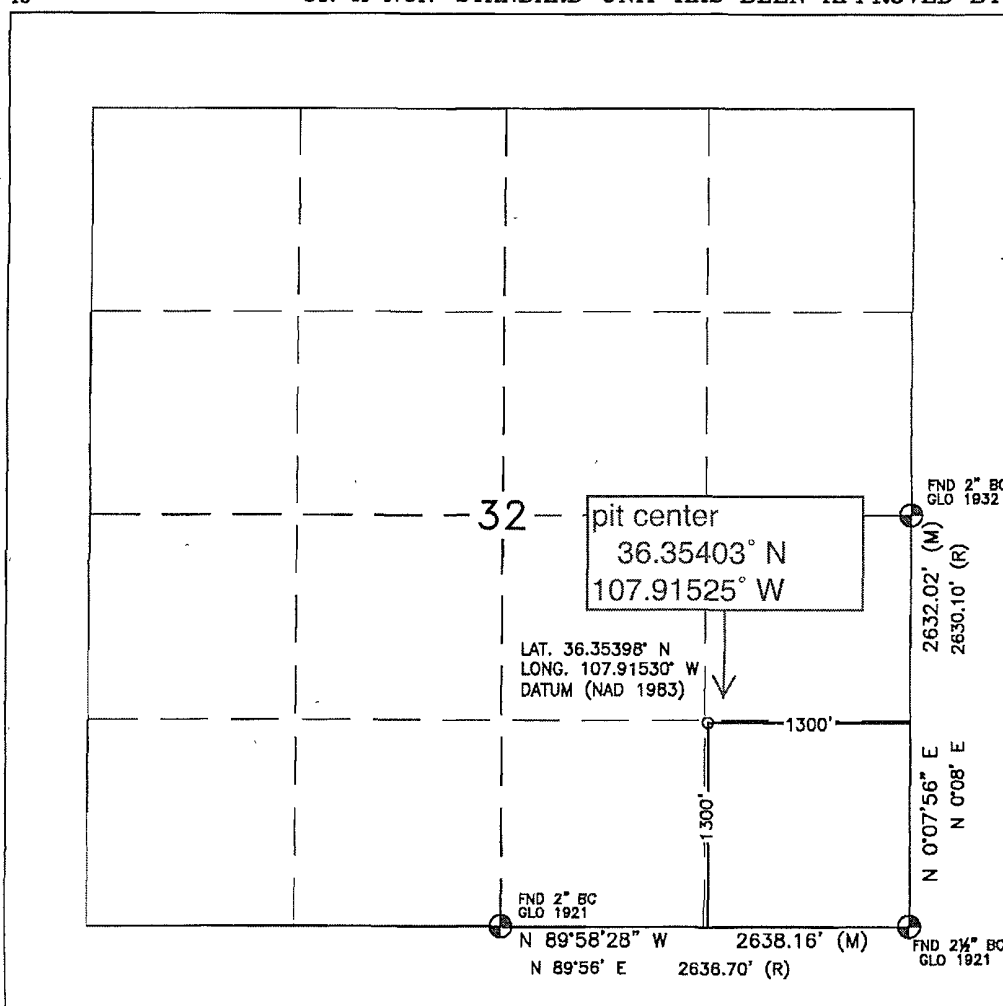 32
pit center
36.35403° N
107.91525° W
LAT. 36.35398° N
LONG. 107.91530° W
DATUM (NAD 1983)
1300'
1300'
FND 2" BC
GLO 1932
2632.02' (M)
2630.10' (R)
N 0°07'56" E
N 0°08' E
FND 2" BC
GLO 1921
N 89°58'28" W 2638.16' (M)
N 89°56' E 2638.70' (R)
FND 2½" BC
GLO 1921